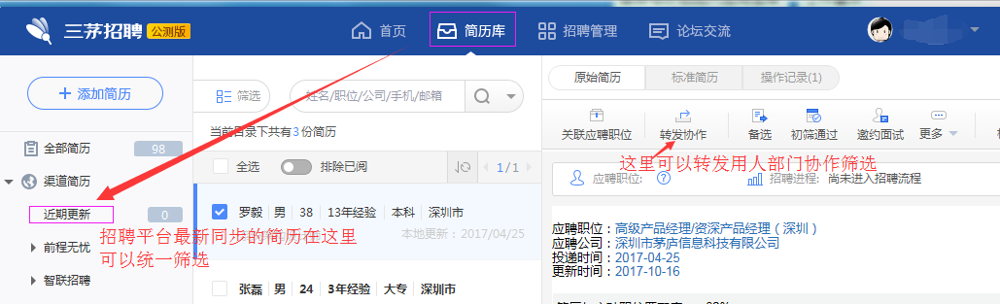 三茅招聘 公测版 首页 简历库 招聘管理 论坛交流
添加简历
全部简历 98
渠道简历
近期更新 0
前程无忧
智联招聘
招聘平台最新同步的简历在这里
可以统一筛选
筛选 姓名/职位/公司/手机/邮箱
当前目录下共有3份简历
全选 排除已阅 1/1
罗毅 男 38 13年经验 本科 深圳市
本地更新：2017/04/25
张磊 男 24 3年经验 大专 深圳市
原始简历 标准简历 操作记录(1)
关联应聘职位 转发协作 备选 初筛通过 邀约面试 更多
这里可以转发用人部门协作筛选
应聘职位: ? 招聘进程: 尚未进入招聘流程
应聘职位：高级产品经理/资深产品经理（深圳）
应聘公司：深圳市茅庐信息科技有限公司
投递时间：2017-04-25
更新时间：2017-10-16